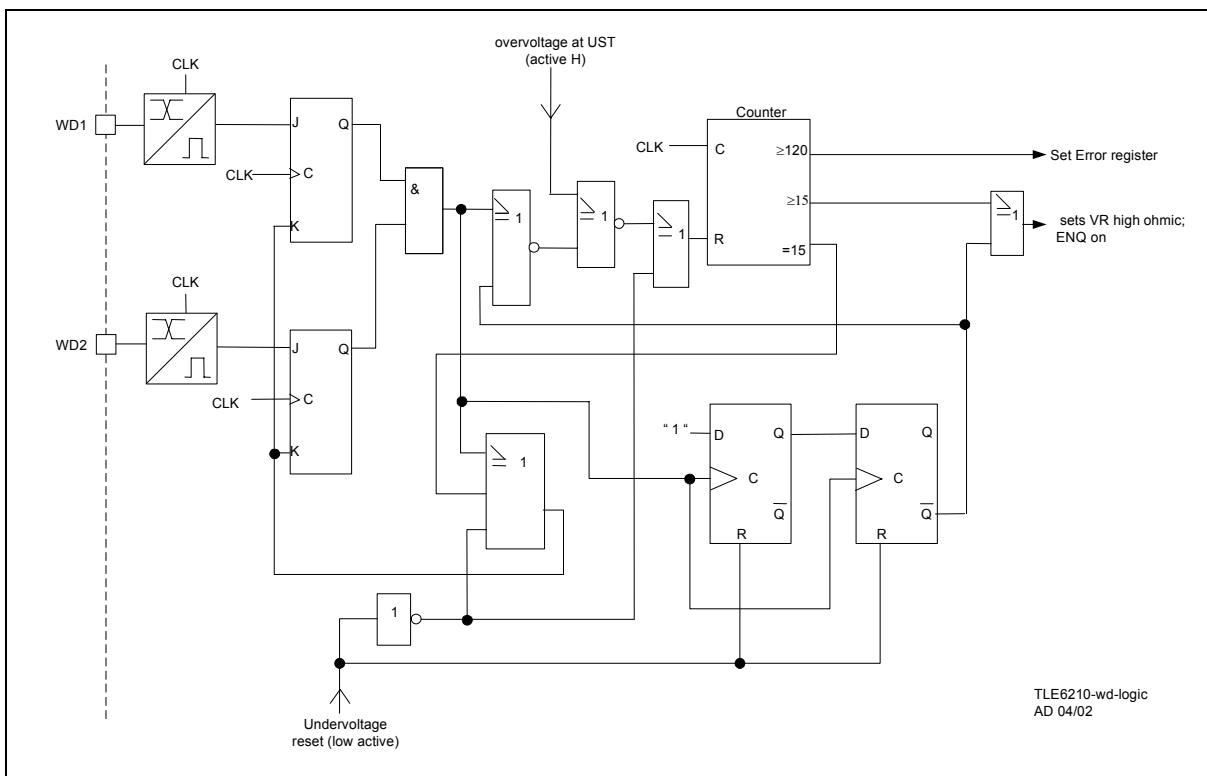 overvoltage at UST
(active H)
CLK
WD1
J
Q
CLK
C
K
&
≥ 1
≥ 1
≥ 1
Counter
CLK
C
≥120
≥15
=15
R
Set Error register
≥1
sets VR high ohmic;
ENQ on
CLK
WD2
J
Q
CLK
C
K
≥ 1
" 1 "
D
Q
C
Q
R
D
Q
C
Q
R
1
Undervoltage
reset (low active)
TLE6210-wd-logic
AD 04/02